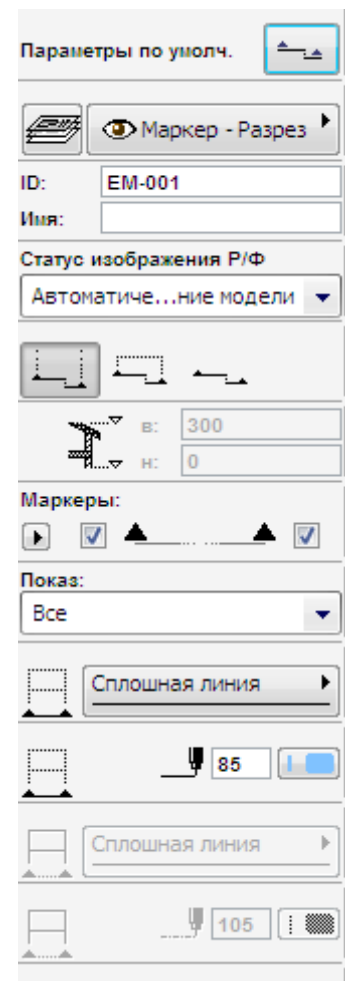 Параметры по умолч.
Маркер - Разрез
ID: EM-001
Имя:
Статус изображения Р/Ф
Автоматиче...ние модели
в: 300
н: 0
Маркеры:
Показ:
Все
Сплошная линия
85
Сплошная линия
105